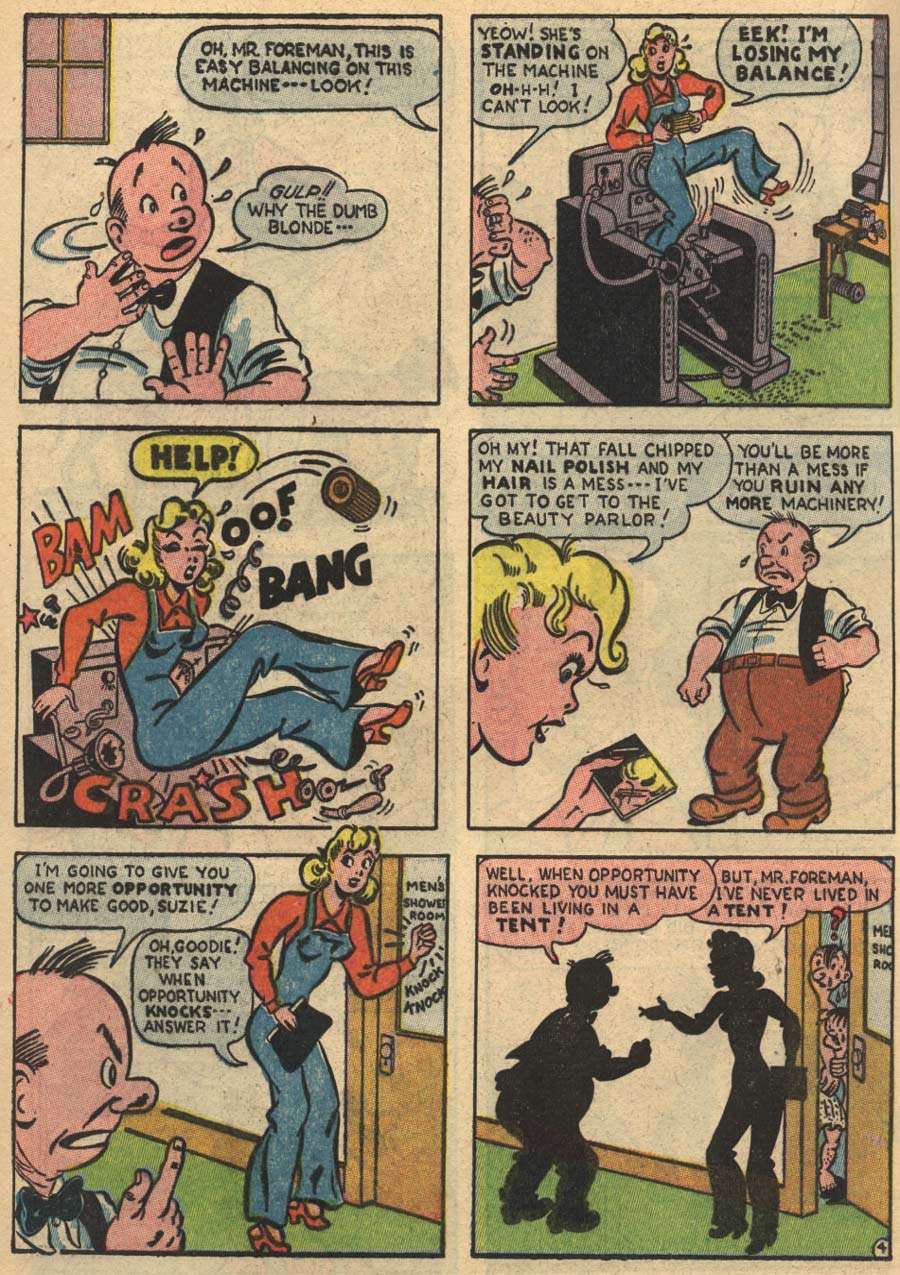 OH, MR. FOREMAN, THIS IS
EASY BALANCING ON THIS
MACHINE---LOOK!
GULP!!
WHY THE DUMB
BLONDE---
YEOW! SHE'S
STANDING ON
THE MACHINE
OH-H-H! I
CAN'T LOOK!
EEK! I'M
LOSING MY
BALANCE!
HELP!
BAM
OOF!
BANG
CRASH
OH MY! THAT FALL CHIPPED
MY NAIL POLISH AND MY
HAIR IS A MESS---I'VE
GOT TO GET TO THE
BEAUTY PARLOR!
YOU'LL BE MORE
THAN A MESS IF
YOU RUIN ANY
MORE MACHINERY!
I'M GOING TO GIVE YOU
ONE MORE OPPORTUNITY
TO MAKE GOOD, SUZIE!
OH, GOODIE!
THEY SAY
WHEN
OPPORTUNITY
KNOCKS---
ANSWER IT!
MEN'S
SHOWER
ROOM
KNOCK!
KNOCK
WELL, WHEN OPPORTUNITY
KNOCKED YOU MUST HAVE
BEEN LIVING IN A
TENT!
BUT, MR. FOREMAN,
I'VE NEVER LIVED IN
A TENT!
?
MEN
SHO
ROO
4